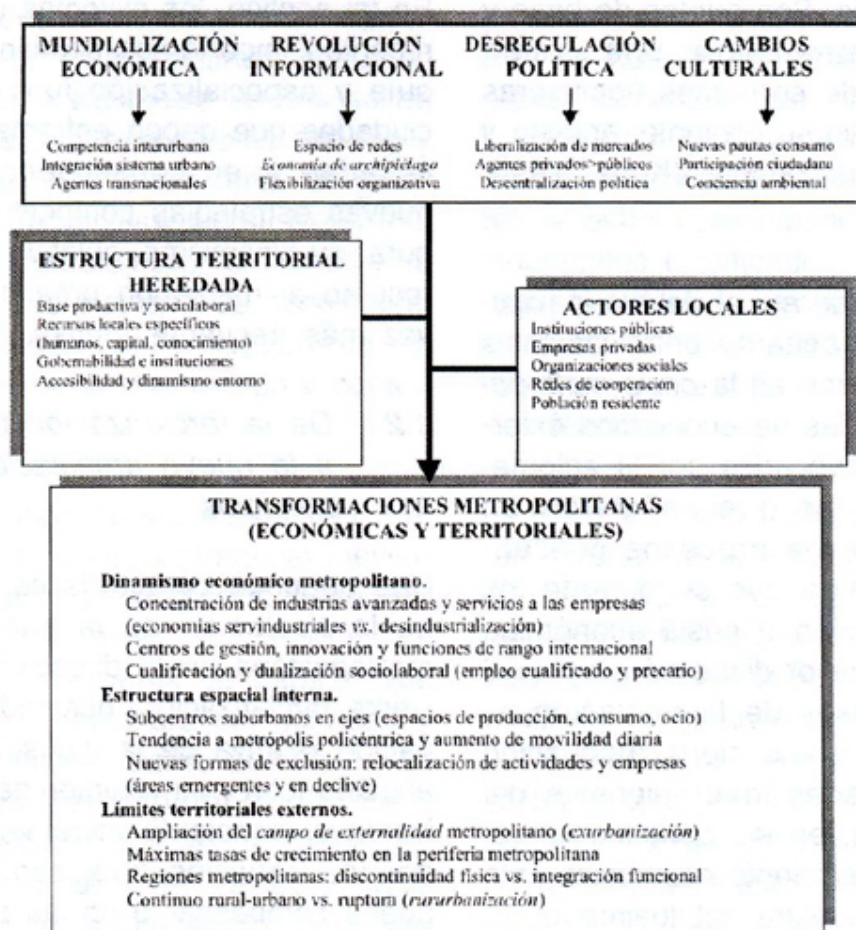 MUNDIALIZACIÓN ECONÓMICA
Competencia interurbana
Integración sistema urbano
Agentes transnacionales
REVOLUCIÓN INFORMACIONAL
Espacio de redes
Economía de archipiélago
Flexibilización organizativa
DESREGULACIÓN POLÍTICA
Liberalización de mercados
Agentes privados-públicos
Descentralización política
CAMBIOS CULTURALES
Nuevas pautas consumo
Participación ciudadana
Conciencia ambiental
ESTRUCTURA TERRITORIAL
HEREDADA
Base productiva y sociolaboral
Recursos locales específicos
(humanos, capital, conocimiento)
Gobernabilidad e instituciones
Accesibilidad y dinamismo entorno
ACTORES LOCALES
Instituciones públicas
Empresas privadas
Organizaciones sociales
Redes de cooperación
Población residente
TRANSFORMACIONES METROPOLITANAS
(ECONÓMICAS Y TERRITORIALES)
Dinamismo económico metropolitano.
Concentración de industrias avanzadas y servicios a las empresas
(economías servindustriales vs. desindustrialización)
Centros de gestión, innovación y funciones de rango internacional
Cualificación y dualización sociolaboral (empleo cualificado y precario)
Estructura espacial interna.
Subcentros suburbanos en ejes (espacios de producción, consumo, ocio)
Tendencia a metrópolis policéntrica y aumento de movilidad diaria
Nuevas formas de exclusión: relocalización de actividades y empresas
(áreas emergentes y en declive)
Límites territoriales externos.
Ampliación del campo de externalidad metropolitano (exurbanización)
Máximas tasas de crecimiento en la periferia metropolitana
Regiones metropolitanas: discontinuidad física vs. integración funcional
Continuo rural-urbano vs. ruptura (rururbanización)